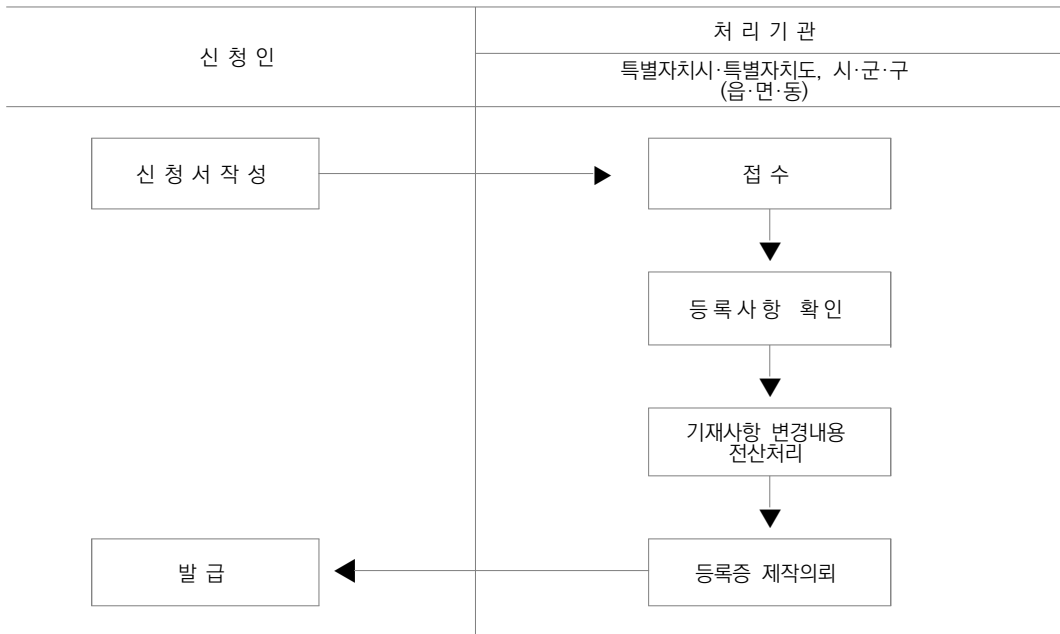 신 청 인
처 리 기 관
특별자치시·특별자치도, 시·군·구
(읍·면·동)
신 청 서 작 성
접 수
등 록 사 항 확 인
기재사항 변경내용
전산처리
발 급
등록증 제작의뢰